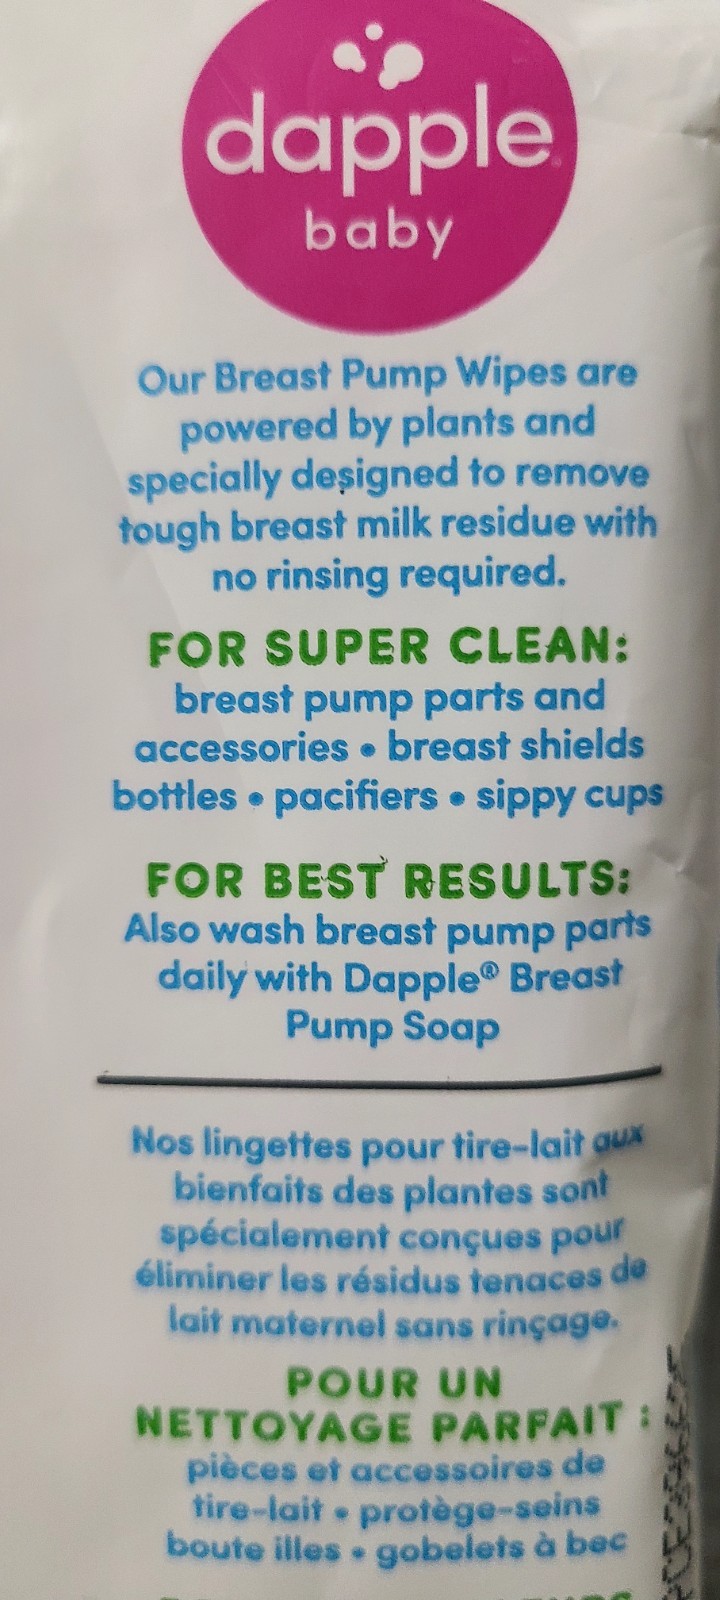 dapple
baby
Our Breast Pump Wipes are
powered by plants and
specially designed to remove
tough breast milk residue with
no rinsing required.
FOR SUPER CLEAN:
breast pump parts and
accessories • breast shields
bottles • pacifiers • sippy cups
FOR BEST RESULTS:
Also wash breast pump parts
daily with Dapple® Breast
Pump Soap
Nos lingettes pour tire-lait aux
bienfaits des plantes sont
spécialement conçues pour
éliminer les résidus tenaces de
lait maternel sans rinçage.
POUR UN
NETTOYAGE PARFAIT :
pièces et accessoires de
tire-lait • protège-seins
boute illes • gobelets à bec